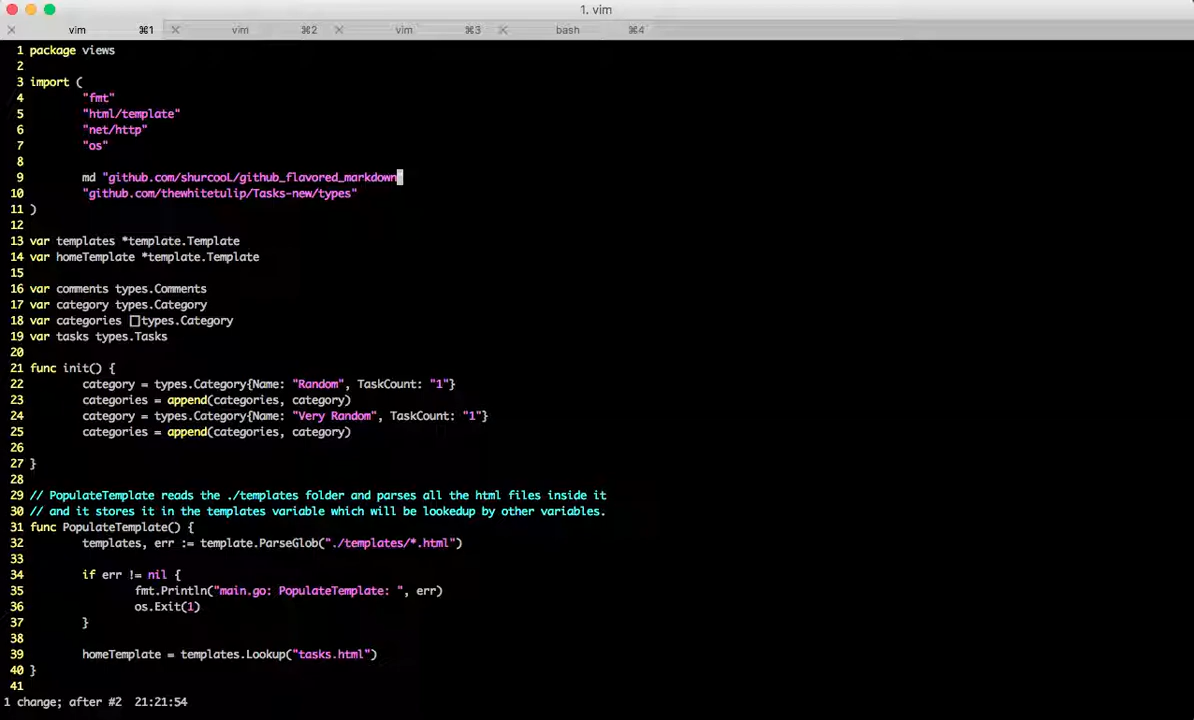 1. vim
vim ⌘1 vim ⌘2 vim ⌘3 bash ⌘4
1 package views
2
3 import (
4 "fmt"
5 "html/template"
6 "net/http"
7 "os"
8
9 md "github.com/shurcooL/github_flavored_markdown"
10 "github.com/thewhitetulip/Tasks-new/types"
11 )
12
13 var templates *template.Template
14 var homeTemplate *template.Template
15
16 var comments types.Comments
17 var category types.Category
18 var categories []types.Category
19 var tasks types.Tasks
20
21 func init() {
22 category = types.Category{Name: "Random", TaskCount: "1"}
23 categories = append(categories, category)
24 category = types.Category{Name: "Very Random", TaskCount: "1"}
25 categories = append(categories, category)
26
27 }
28
29 // PopulateTemplate reads the ./templates folder and parses all the html files inside it
30 // and it stores it in the templates variable which will be lookedup by other variables.
31 func PopulateTemplate() {
32 templates, err := template.ParseGlob("./templates/*.html")
33
34 if err != nil {
35 fmt.Println("main.go: PopulateTemplate: ", err)
36 os.Exit(1)
37 }
38
39 homeTemplate = templates.Lookup("tasks.html")
40 }
41
1 change; after #2 21:21:54